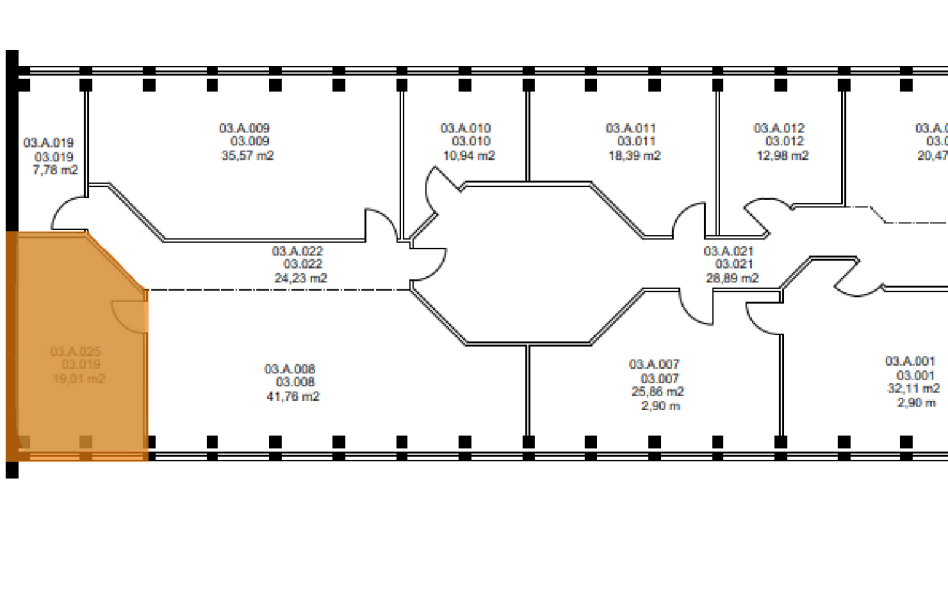 03.A.019
03.019
7,78 m2
03.A.009
03.009
35,57 m2
03.A.010
03.010
10,94 m2
03.A.011
03.011
18,39 m2
03.A.012
03.012
12,98 m2
20,47
03.A.022
03.022
24,23 m2
03.A.021
03.021
28,89 m2
03.A.025
03.019
19,01 m2
03.A.008
03.008
41,76 m2
03.A.007
03.007
25,86 m2
2,90 m
03.A.001
03.001
32,11 m2
2,90 m